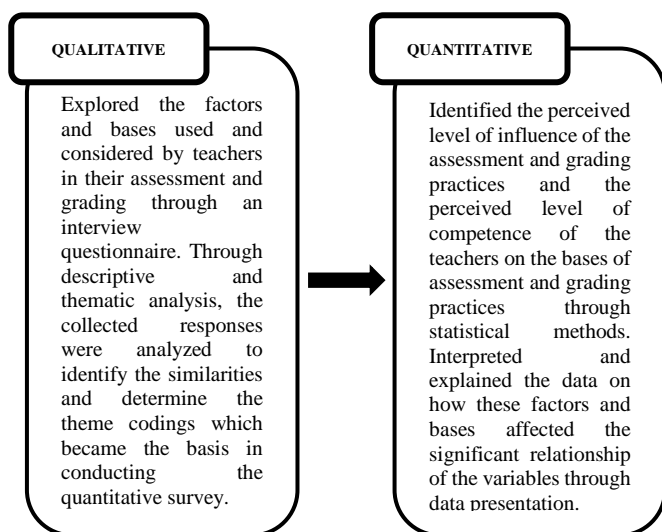 QUALITATIVE
Explored the factors
and bases used and
considered by teachers
in their assessment and
grading through an
interview
questionnaire. Through
descriptive and
thematic analysis, the
collected responses
were analyzed to
identify the similarities
and determine the
theme codings which
became the basis in
conducting the
quantitative survey.
QUANTITATIVE
Identified the perceived
level of influence of the
assessment and grading
practices and the
perceived level of
competence of the
teachers on the bases of
assessment and grading
practices through
statistical methods.
Interpreted and
explained the data on
how these factors and
bases affected the
significant relationship
of the variables through
data presentation.